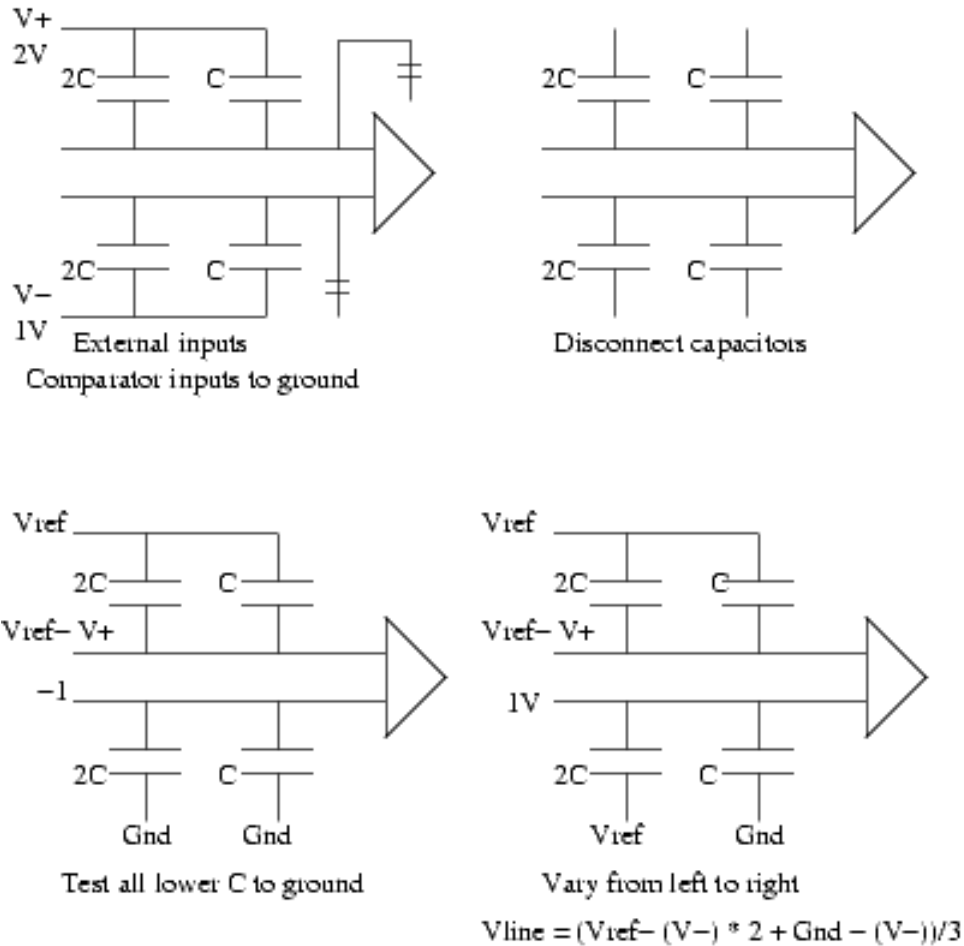 V+
2V
2C
C
2C
C
V−
1V
External inputs
Comparator inputs to ground
2C
C
2C
C
Disconnect capacitors
Vref
2C
C
Vref− V+
−1
2C
C
Gnd
Gnd
Test all lower C to ground
Vref
2C
C
Vref− V+
1V
2C
C
Vref
Gnd
Vary from left to right
Vline = (Vref− (V−) * 2 + Gnd − (V−))/3